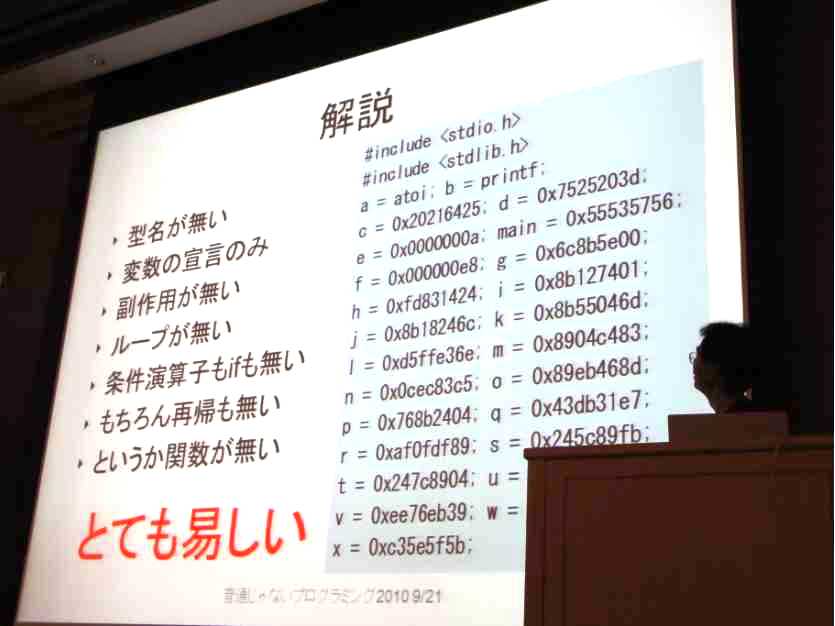 解説
型名が無い
変数の宣言のみ
副作用が無い
ループが無い
条件演算子もifも無い
もちろん再帰も無い
というか関数が無い
とても易しい
#include <stdio.h>
#include <stdlib.h>
a = atoi; b = printf;
c = 0x20216425; d = 0x7525203d;
e = 0x0000000a; main = 0x55535756;
f = 0x000000e8; g = 0x6c8b5e00;
h = 0xfd831424; i = 0x8b127401;
j = 0x8b18246c; k = 0x8b55046d;
l = 0xd5ffe36e; m = 0x8904c483;
n = 0x0cec83c5; o = 0x89eb468d;
p = 0x768b2404; q = 0x43db31e7;
r = 0xaf0fdf89; s = 0x245c89fb;
t = 0x247c8904; u =
v = 0xee76eb39; w =
x = 0xc35e5f5b;
普通じゃないプログラミング2010 9/21